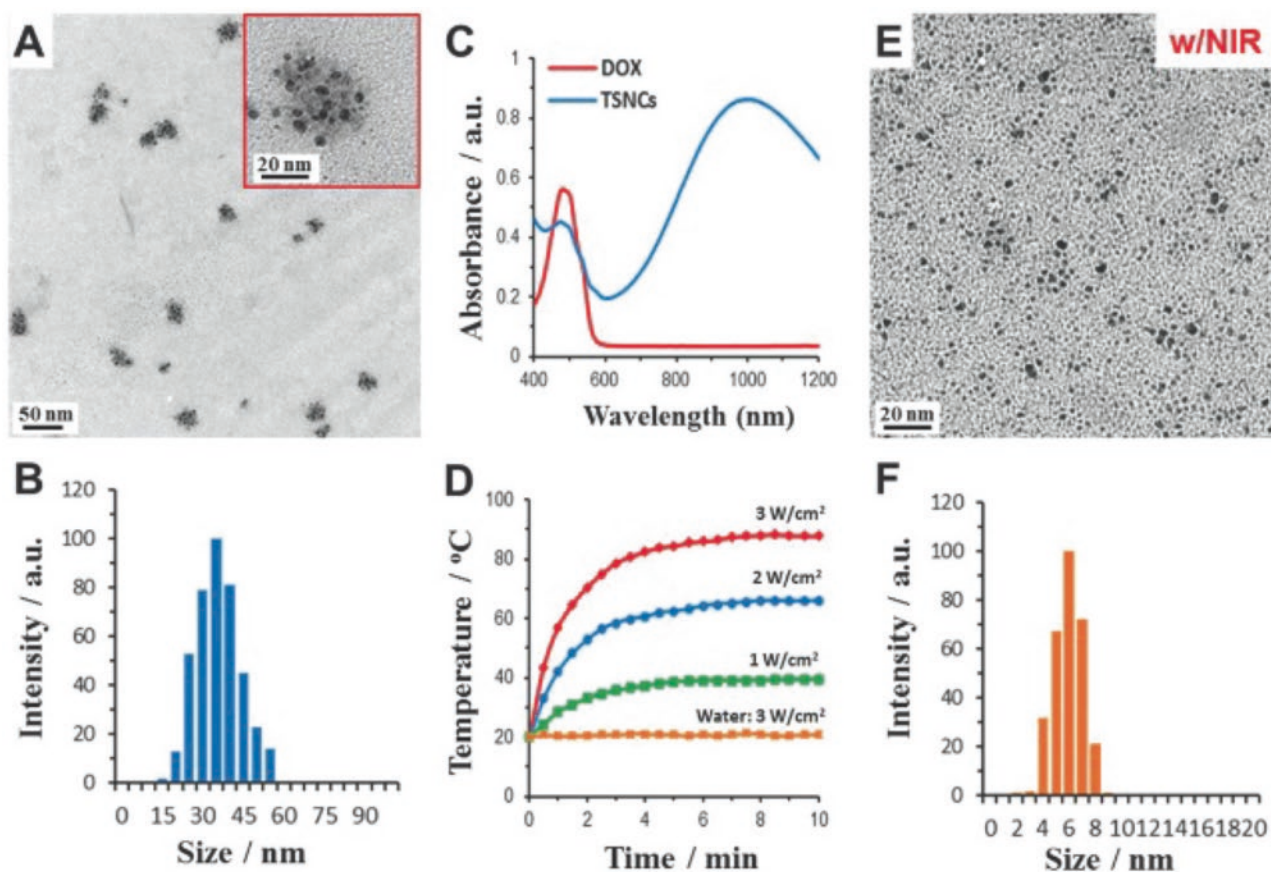 A
20 nm
50 nm
B
120
100
80
60
40
20
0
Intensity / a.u.
0 15 30 45 60 75 90
Size / nm
C
DOX
TSNCs
1
0.8
0.6
0.4
0.2
0
Absorbance / a.u.
400 600 800 1000 1200
Wavelength (nm)
D
100
80
60
40
20
0
Temperature / ºC
3 W/cm²
2 W/cm²
1 W/cm²
Water: 3 W/cm²
0 2 4 6 8 10
Time / min
E
w/NIR
20 nm
F
120
100
80
60
40
20
0
Intensity / a.u.
0 2 4 6 8 101214161820
Size / nm